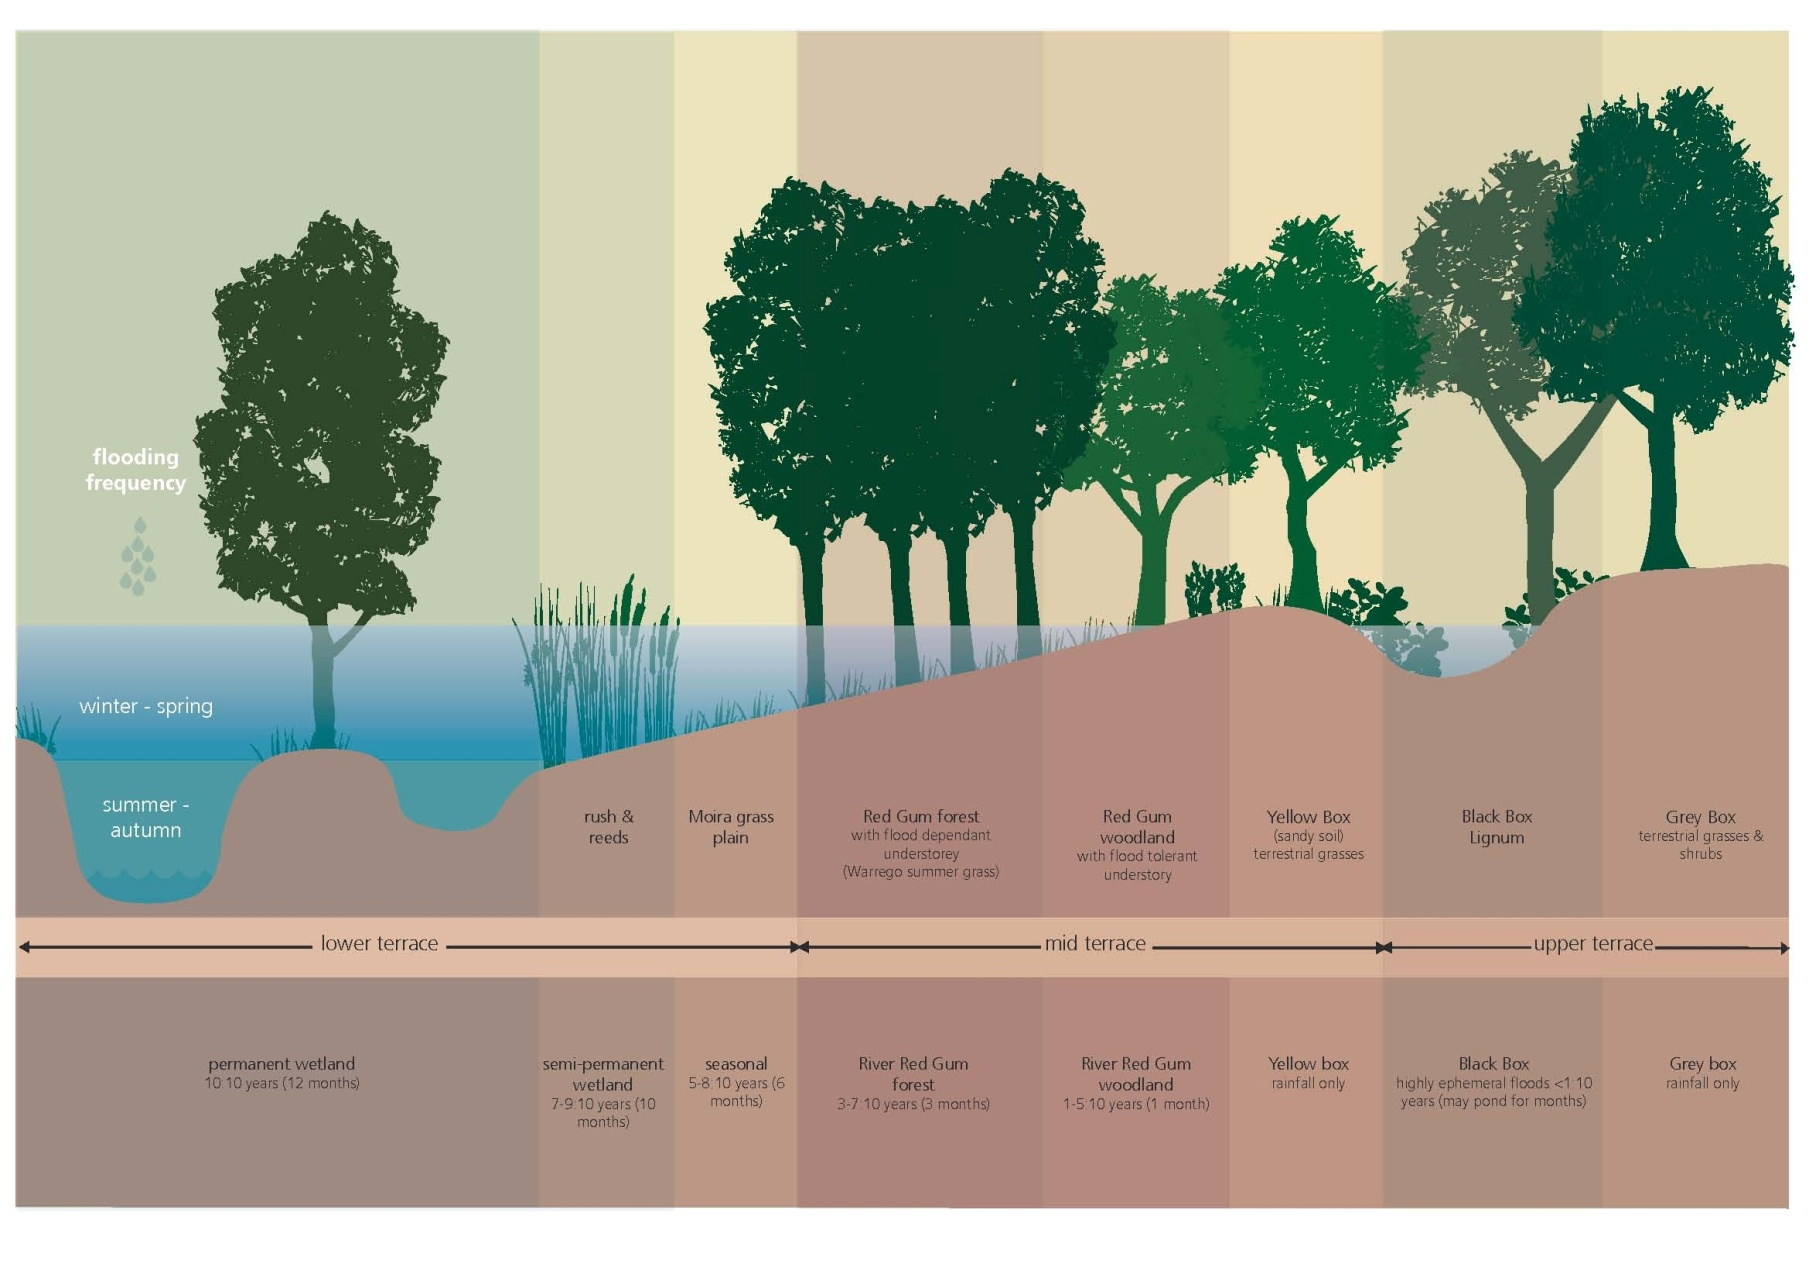 flooding
frequency
winter - spring
summer -
autumn
rush &
reeds
Moira grass
plain
Red Gum forest
with flood dependant
understorey
(Warrego summer grass)
Red Gum
woodland
with flood tolerant
understory
Yellow Box
(sandy soil)
terrestrial grasses
Black Box
Lignum
Grey Box
terrestrial grasses &
shrubs
lower terrace
mid terrace
upper terrace
permanent wetland
10:10 years (12 months)
semi-permanent
wetland
7-9:10 years (10
months)
seasonal
5-8:10 years (6
months)
River Red Gum
forest
3-7:10 years (3 months)
River Red Gum
woodland
1-5:10 years (1 month)
Yellow box
rainfall only
Black Box
highly ephemeral floods <1:10
years (may pond for months)
Grey box
rainfall only